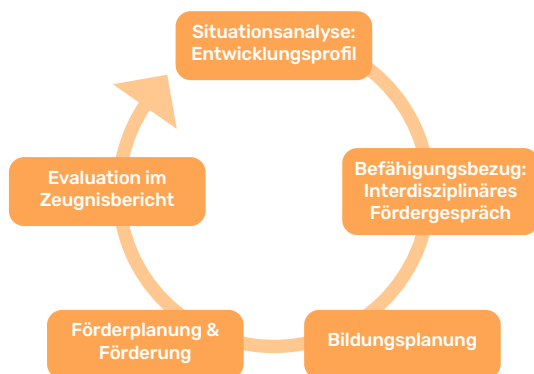 Situationsanalyse:
Entwicklungsprofil
Befähigungsbezug:
Interdisziplinäres
Fördergespräch
Bildungsplanung
Förderplanung &
Förderung
Evaluation im
Zeugnisbericht